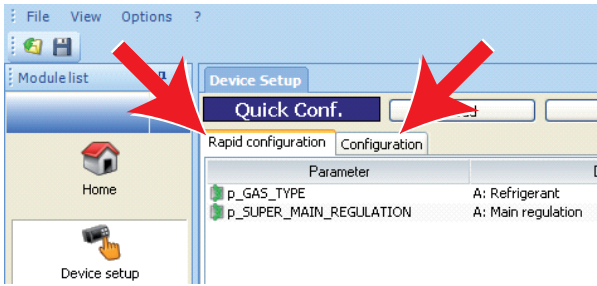 File View Options ?
Module list
Device Setup
Quick Conf.
Rapid configuration Configuration
Parameter
Home
p_GAS_TYPE A: Refrigerant
p_SUPER_MAIN_REGULATION A: Main regulation
Device setup